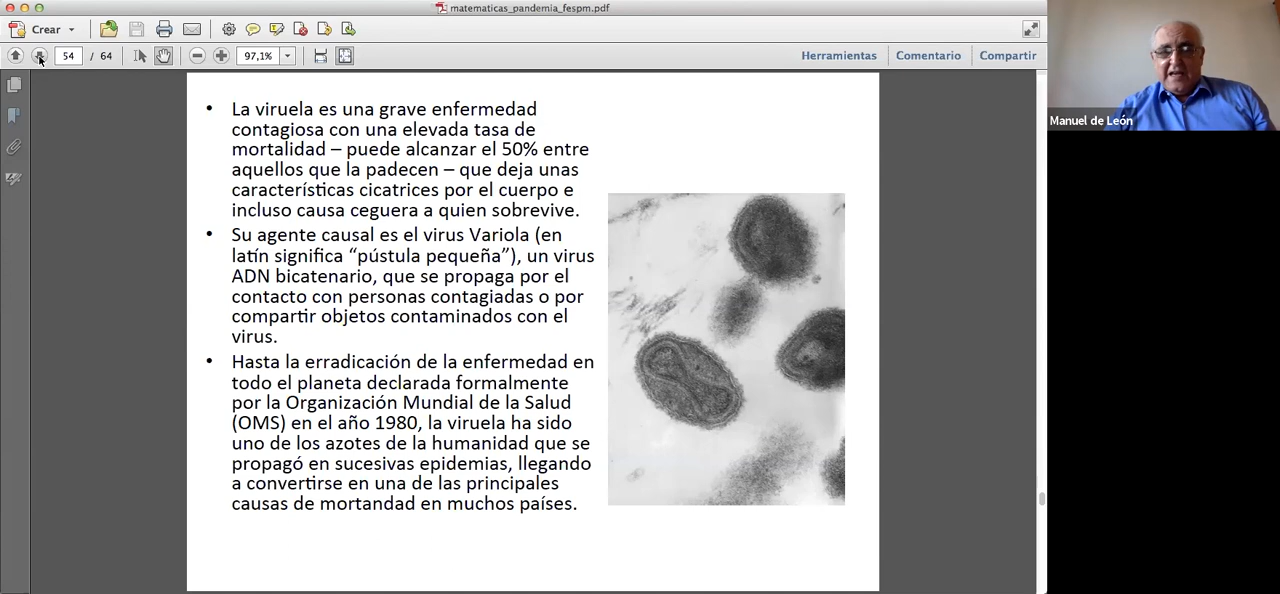 matematicas_pandemia_fespm.pdf
Crear
54 / 64
97,1%
Herramientas
Comentario
Compartir
• La viruela es una grave enfermedad
contagiosa con una elevada tasa de
mortalidad – puede alcanzar el 50% entre
aquellos que la padecen – que deja unas
características cicatrices por el cuerpo e
incluso causa ceguera a quien sobrevive.
• Su agente causal es el virus Variola (en
latín significa “pústula pequeña”), un virus
ADN bicatenario, que se propaga por el
contacto con personas contagiadas o por
compartir objetos contaminados con el
virus.
• Hasta la erradicación de la enfermedad en
todo el planeta declarada formalmente
por la Organización Mundial de la Salud
(OMS) en el año 1980, la viruela ha sido
uno de los azotes de la humanidad que se
propagó en sucesivas epidemias, llegando
a convertirse en una de las principales
causas de mortandad en muchos países.
Manuel de León